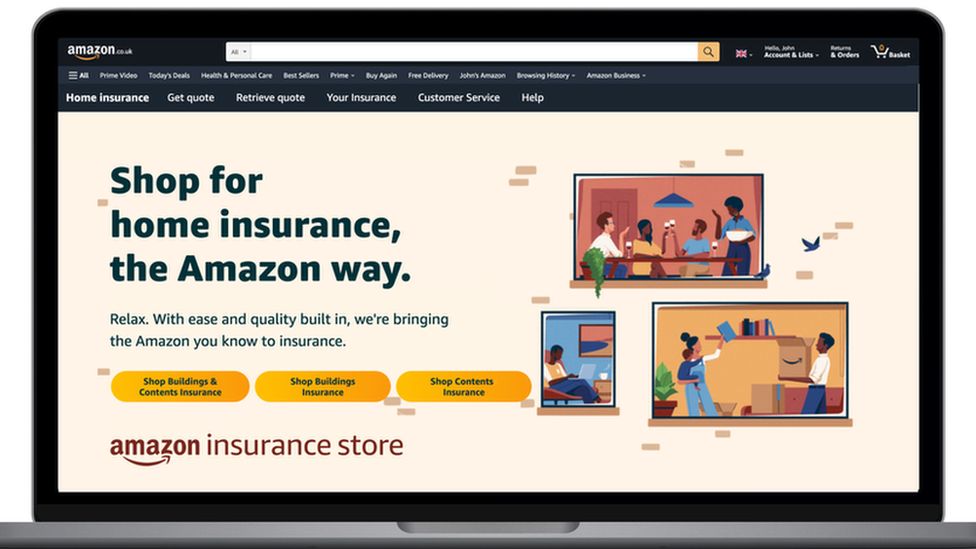 amazon.co.uk
All
Hello, John
Account & Lists
Returns
& Orders
0
Basket
All Prime Video Today's Deals Health & Personal Care Best Sellers Prime Buy Again Free Delivery John's Amazon Browsing History Amazon Business
Home insurance Get quote Retrieve quote Your Insurance Customer Service Help
Shop for
home insurance,
the Amazon way.
Relax. With ease and quality built in, we're bringing
the Amazon you know to insurance.
Shop Buildings &
Contents Insurance
Shop Buildings
Insurance
Shop Contents
Insurance
amazon insurance store